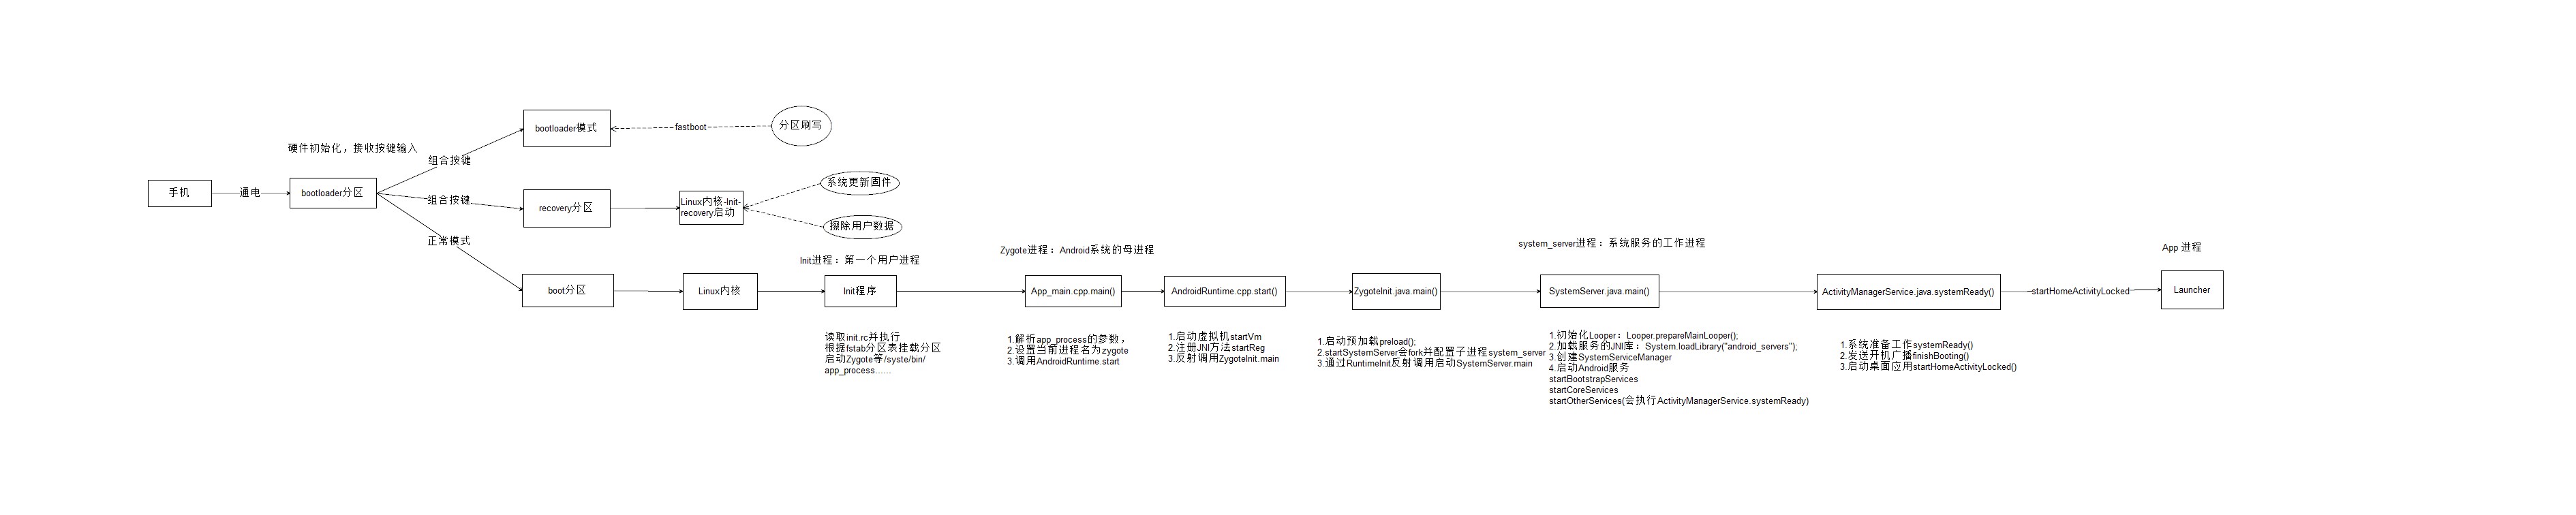 手机
通电
硬件初始化，接收按键输入
bootloader分区
组合按键
bootloader模式
fastboot
分区刷写
组合按键
recovery分区
Linux内核-Init-
recovery启动
系统更新固件
擦除用户数据
正常模式
boot分区
Linux内核
Init进程：第一个用户进程
Init程序
读取init.rc并执行
根据fstab分区表挂载分区
启动Zygote等/syste/bin/
app_process......
Zygote进程：Android系统的母进程
App_main.cpp.main()
1.解析app_process的参数，
2.设置当前进程名为zygote
3.调用AndroidRuntime.start
AndroidRuntime.cpp.start()
1.启动虚拟机startVm
2.注册JNI方法startReg
3.反射调用ZygoteInit.main
ZygoteInit.java.main()
1.启动预加载preload();
2.startSystemServer会fork并配置子进程system_server
3.通过RuntimeInit反射调用启动SystemServer.main
system_server进程：系统服务的工作进程
SystemServer.java.main()
1.初始化Looper：Looper.prepareMainLooper();
2.加载服务的JNI库：System.loadLibrary("android_servers");
3.创建SystemServiceManager
4.启动Android服务
startBootstrapServices
startCoreServices
startOtherServices(会执行ActivityManagerService.systemReady)
ActivityManagerService.java.systemReady()
1.系统准备工作systemReady()
2.发送开机广播finishBooting()
3.启动桌面应用startHomeActivityLocked()
startHomeActivityLocked
App 进程
Launcher